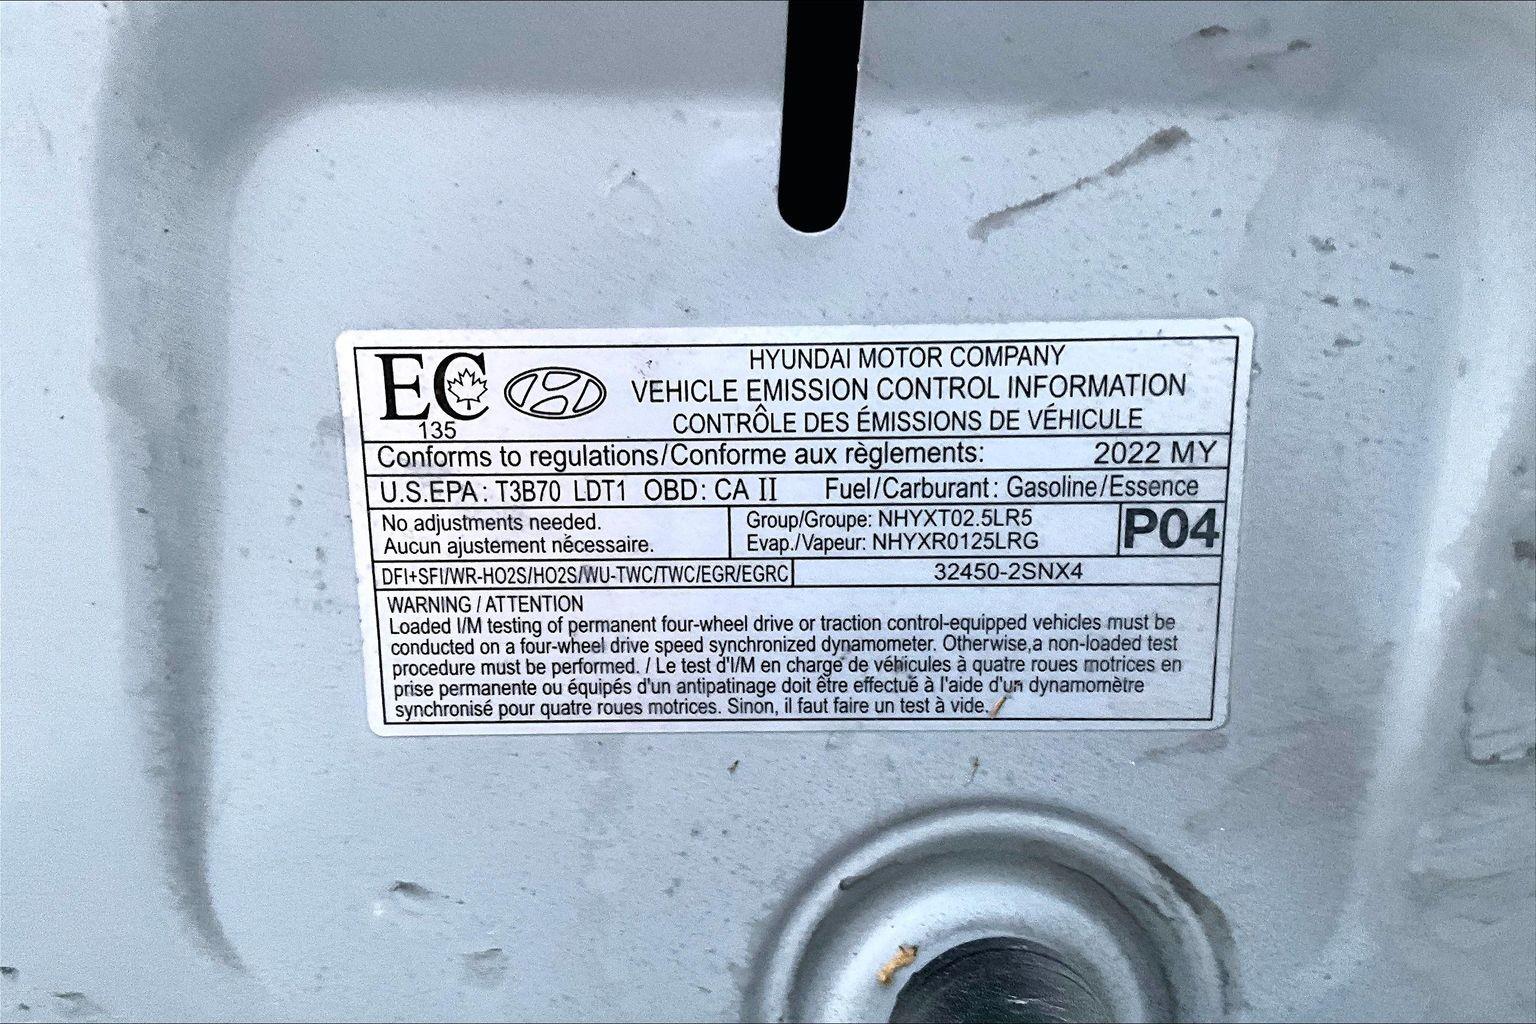 EC
135
HYUNDAI MOTOR COMPANY
VEHICLE EMISSION CONTROL INFORMATION
CONTRÔLE DES ÉMISSIONS DE VÉHICULE
Conforms to regulations/Conforme aux règlements: 2022 MY
U.S.EPA: T3B70 LDT1 OBD: CA II Fuel/Carburant: Gasoline/Essence
No adjustments needed.
Aucun ajustement nécessaire.
Group/Groupe: NHYXT02.5LR5
Evap./Vapeur: NHYXR0125LRG
P04
DFI+SFI/WR-HO2S/HO2S/WU-TWC/TWC/EGR/EGRC
32450-2SNX4
WARNING / ATTENTION
Loaded I/M testing of permanent four-wheel drive or traction control-equipped vehicles must be
conducted on a four-wheel drive speed synchronized dynamometer. Otherwise,a non-loaded test
procedure must be performed. / Le test d'I/M en charge de véhicules à quatre roues motrices en
prise permanente ou équipés d'un antipatinage doit être effectué à l'aide d'un dynamomètre
synchronisé pour quatre roues motrices. Sinon, il faut faire un test à vide.